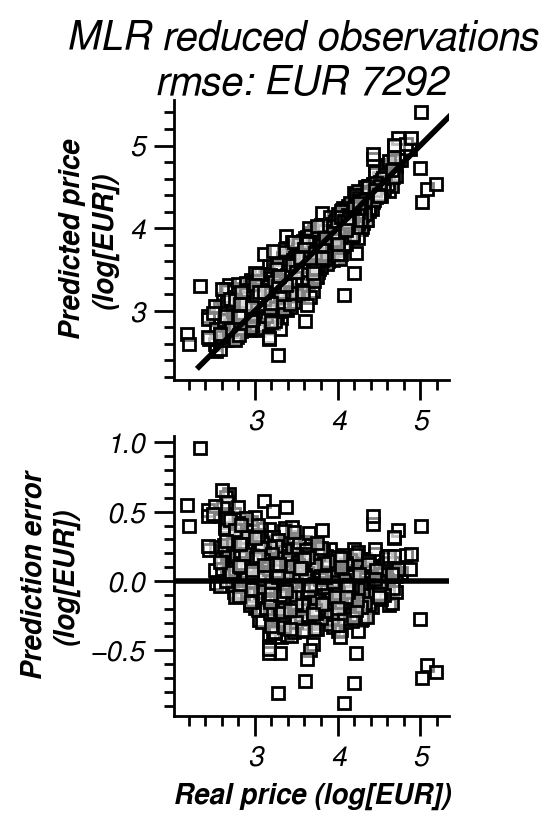 MLR reduced observations
rmse: EUR 7292
5
4
3
Predicted price
(log[EUR])
3 4 5
1.0
0.5
0.0
−0.5
Prediction error
(log[EUR])
3 4 5
Real price (log[EUR])